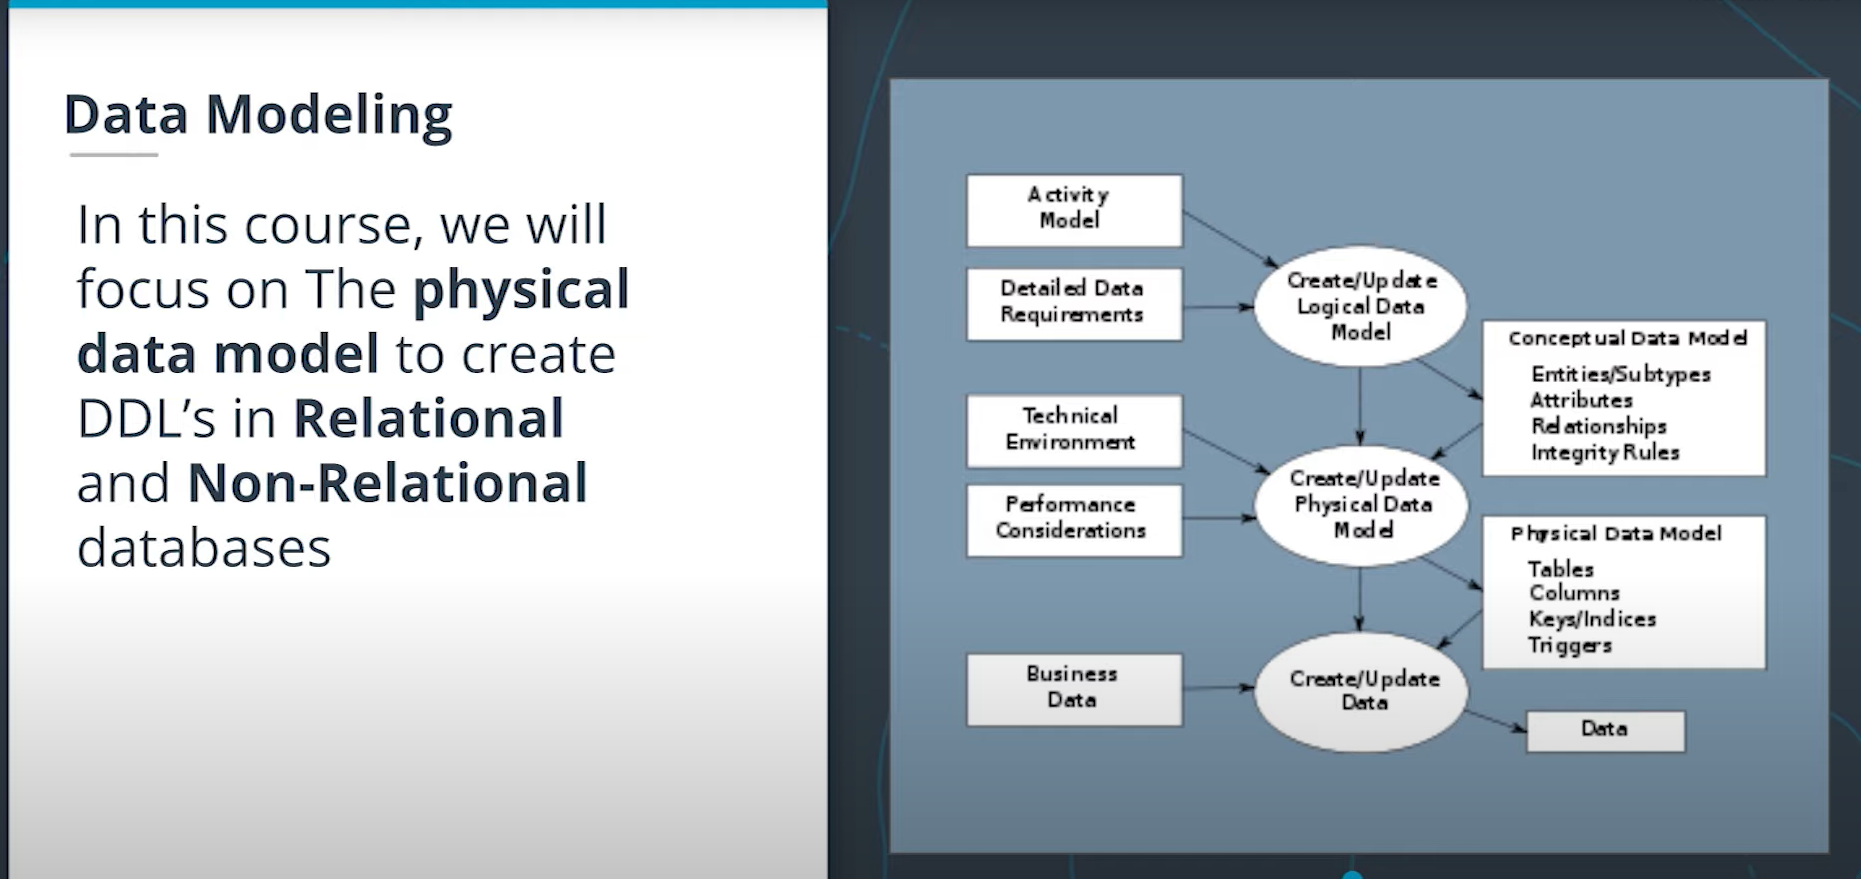 Data Modeling
In this course, we will
focus on The physical
data model to create
DDL’s in Relational
and Non-Relational
databases
Activity
Model
Detailed Data
Requirements
Create/Update
Logical Data
Model
Conceptual Data Model
Entities/Subtypes
Attributes
Relationships
Integrity Rules
Technical
Environment
Performance
Considerations
Create/Update
Physical Data
Model
Physical Data Model
Tables
Columns
Keys/Indices
Triggers
Business
Data
Create/Update
Data
Data